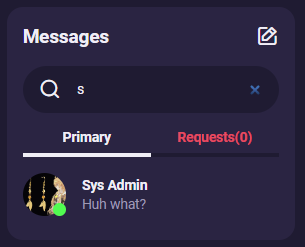 Messages
s
Primary Requests(0)
Sys Admin
Huh what?